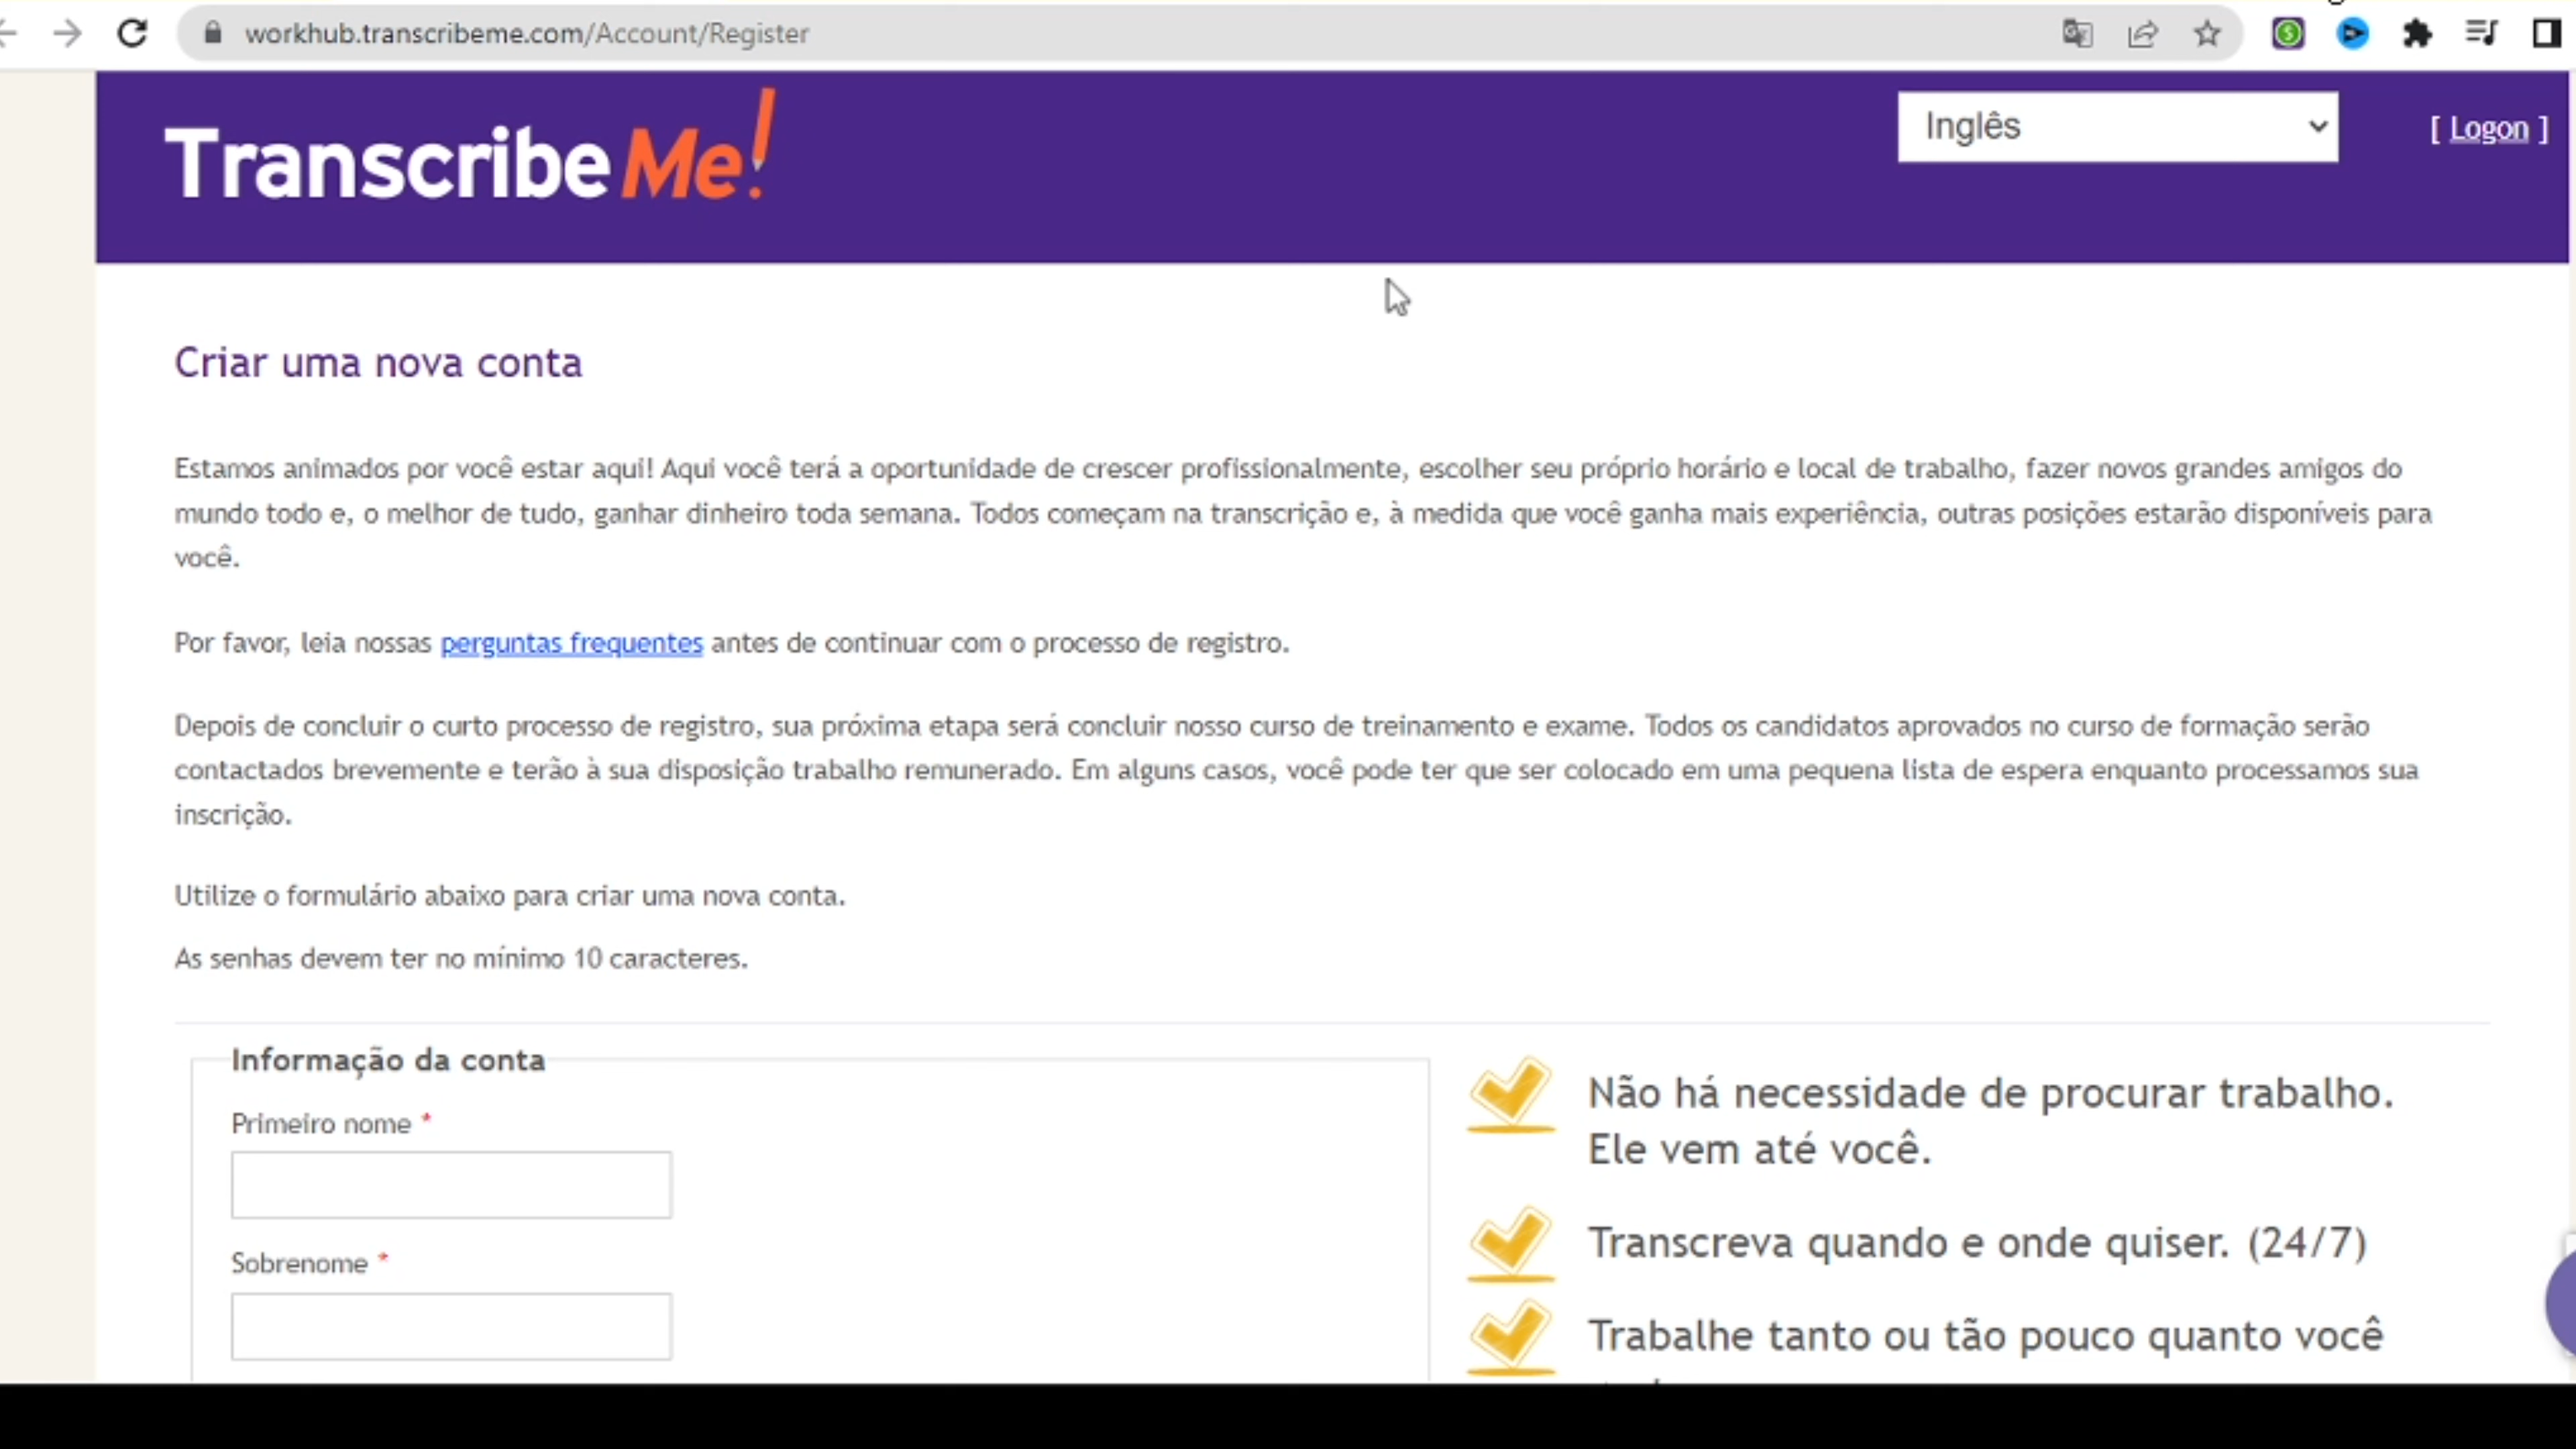 workhub.transcribeme.com/Account/Register
TranscribeMe!
Inglês
[ Logon ]
Criar uma nova conta
Estamos animados por você estar aqui! Aqui você terá a oportunidade de crescer profissionalmente, escolher seu próprio horário e local de trabalho, fazer novos grandes amigos do
mundo todo e, o melhor de tudo, ganhar dinheiro toda semana. Todos começam na transcrição e, à medida que você ganha mais experiência, outras posições estarão disponíveis para
você.
Por favor, leia nossas perguntas frequentes antes de continuar com o processo de registro.
Depois de concluir o curto processo de registro, sua próxima etapa será concluir nosso curso de treinamento e exame. Todos os candidatos aprovados no curso de formação serão
contactados brevemente e terão à sua disposição trabalho remunerado. Em alguns casos, você pode ter que ser colocado em uma pequena lista de espera enquanto processamos sua
inscrição.
Utilize o formulário abaixo para criar uma nova conta.
As senhas devem ter no mínimo 10 caracteres.
Informação da conta
Primeiro nome *
Sobrenome *
Não há necessidade de procurar trabalho.
Ele vem até você.
Transcreva quando e onde quiser. (24/7)
Trabalhe tanto ou tão pouco quanto você